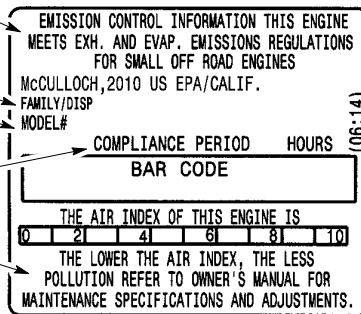 EMISSION CONTROL INFORMATION THIS ENGINE
MEETS EXH. AND EVAP. EMISSIONS REGULATIONS
FOR SMALL OFF ROAD ENGINES
McCULLOCH,2010 US EPA/CALIF.
FAMILY/DISP
MODEL#
COMPLIANCE PERIOD HOURS
(06:14)
BAR CODE
THE AIR INDEX OF THIS ENGINE IS
0 2 4 6 8 10
THE LOWER THE AIR INDEX, THE LESS
POLLUTION REFER TO OWNER'S MANUAL FOR
MAINTENANCE SPECIFICATIONS AND ADJUSTMENTS.